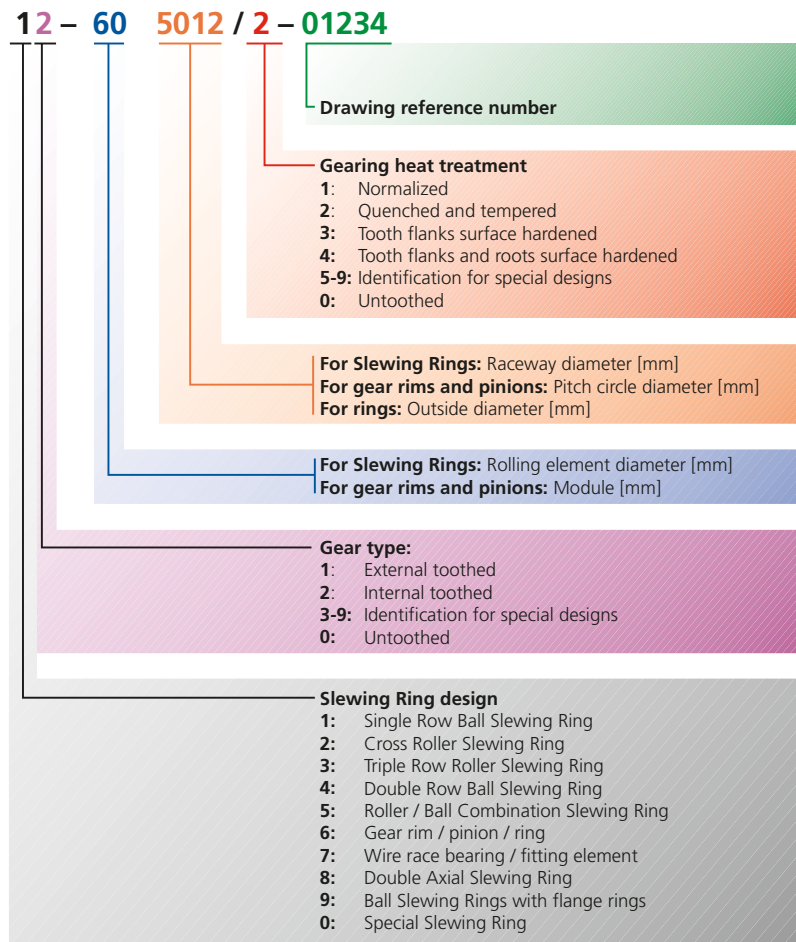 12 – 60 5012 / 2 – 01234
Drawing reference number
Gearing heat treatment
1: Normalized
2: Quenched and tempered
3: Tooth flanks surface hardened
4: Tooth flanks and roots surface hardened
5-9: Identification for special designs
0: Untoothed
For Slewing Rings: Raceway diameter [mm]
For gear rims and pinions: Pitch circle diameter [mm]
For rings: Outside diameter [mm]
For Slewing Rings: Rolling element diameter [mm]
For gear rims and pinions: Module [mm]
Gear type:
1: External toothed
2: Internal toothed
3-9: Identification for special designs
0: Untoothed
Slewing Ring design
1: Single Row Ball Slewing Ring
2: Cross Roller Slewing Ring
3: Triple Row Roller Slewing Ring
4: Double Row Ball Slewing Ring
5: Roller / Ball Combination Slewing Ring
6: Gear rim / pinion / ring
7: Wire race bearing / fitting element
8: Double Axial Slewing Ring
9: Ball Slewing Rings with flange rings
0: Special Slewing Ring